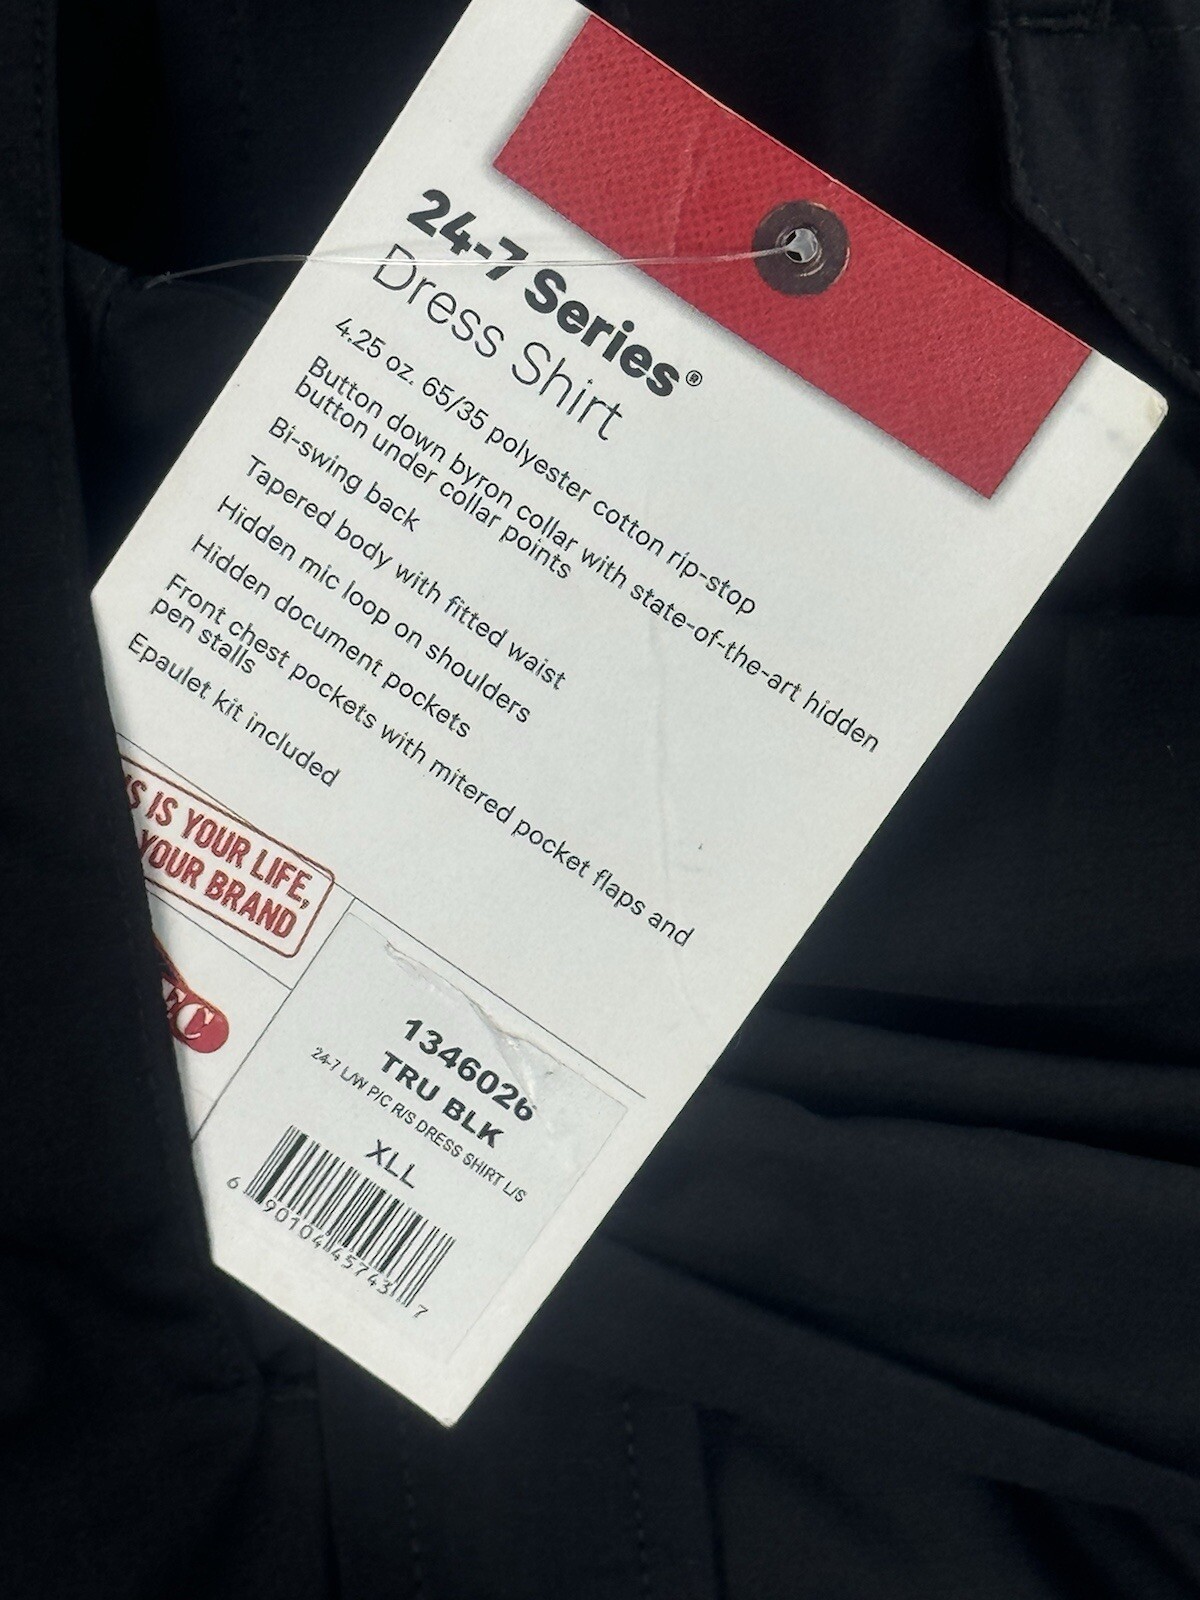 24-7 Series®
Dress Shirt
4.25 oz. 65/35 polyester cotton rip-stop
Button down byron collar with state-of-the-art hidden
button under collar points
Bi-swing back
Tapered body with fitted waist
Hidden mic loop on shoulders
Hidden document pockets
Front chest pockets with mitered pocket flaps and
pen stalls
Epaulet kit included
IS YOUR LIFE,
YOUR BRAND
1346026
TRU BLK
24-7 L/W P/C R/S DRESS SHIRT L/S
XLL
6 90104 45743 7